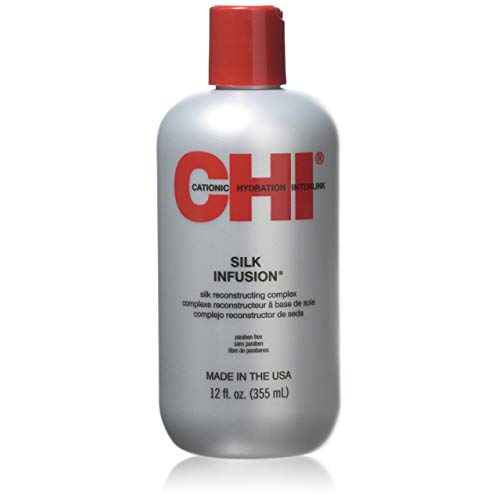 CHI®
CATIONIC HYDRATION INTERLINK
SILK
INFUSION®
silk reconstructing complex
complexe reconstructeur à base de soie
complejo reconstructor de seda
paraben free
sans paraben
libre de parabenos
MADE IN THE USA
12 fl. oz. (355 mL)